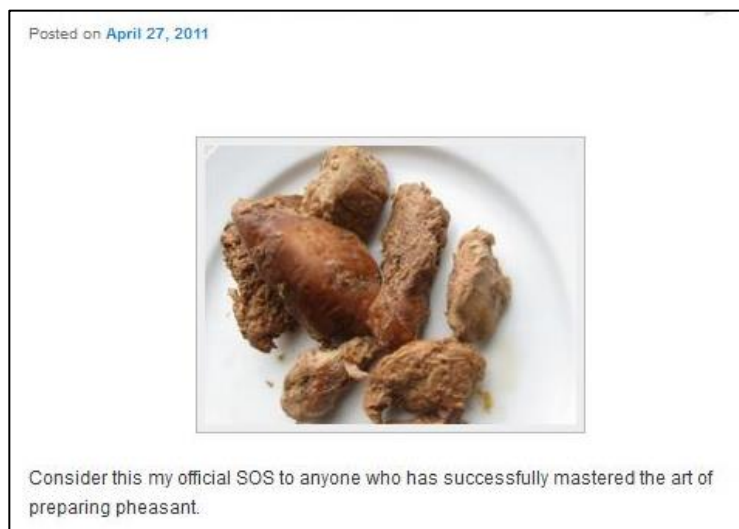 Posted on April 27, 2011
Consider this my official SOS to anyone who has successfully mastered the art of
preparing pheasant.